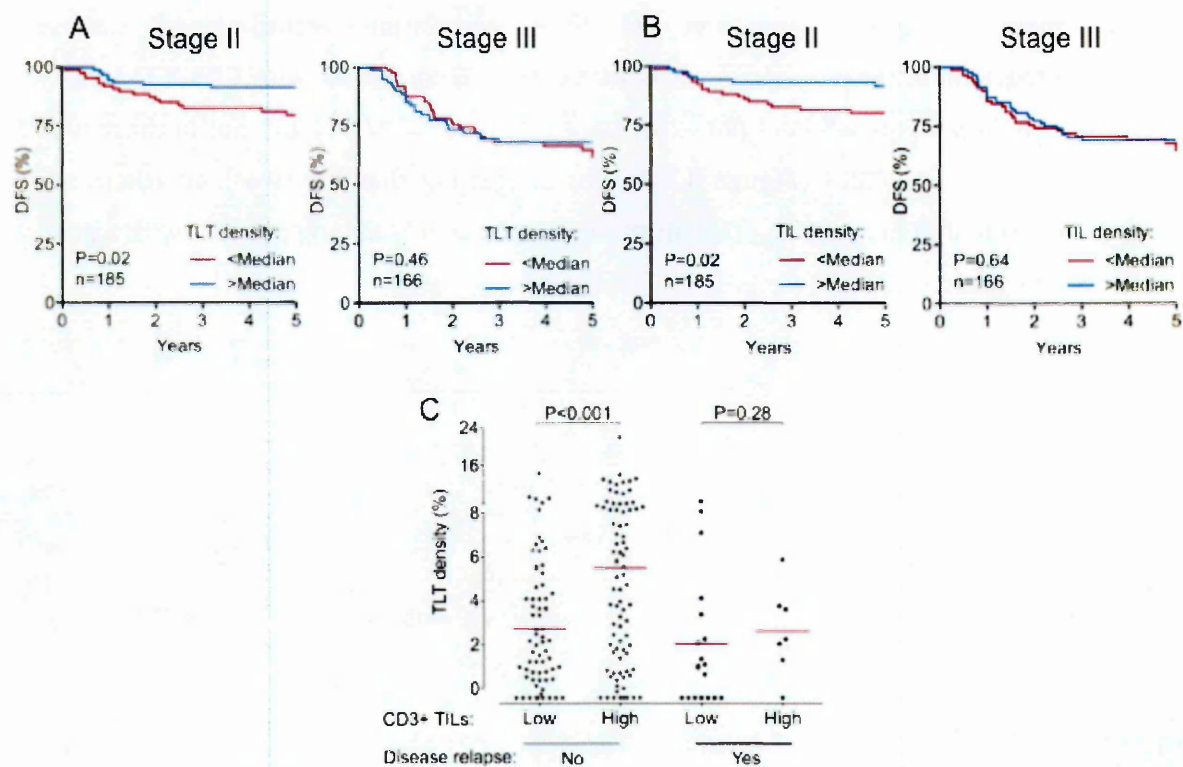 A
Stage II
100
75
50
25
0
DFS (%)
TLT density:
P=0.02
n=185
<Median
>Median
0 1 2 3 4 5
Years
Stage III
100
75
50
25
0
DFS (%)
TLT density:
P=0.46
n=166
<Median
>Median
0 1 2 3 4 5
Years
B
Stage II
100
75
50
25
0
DFS (%)
TIL density:
P=0.02
n=185
<Median
>Median
0 1 2 3 4 5
Years
Stage III
100
75
50
25
0
DFS (%)
TIL density:
P=0.64
n=166
<Median
>Median
0 1 2 3 4 5
Years
C
P<0.001 P=0.28
24
16
8
6
4
2
0
TLT density (%)
CD3+ TILs: Low High Low High
Disease relapse: No Yes